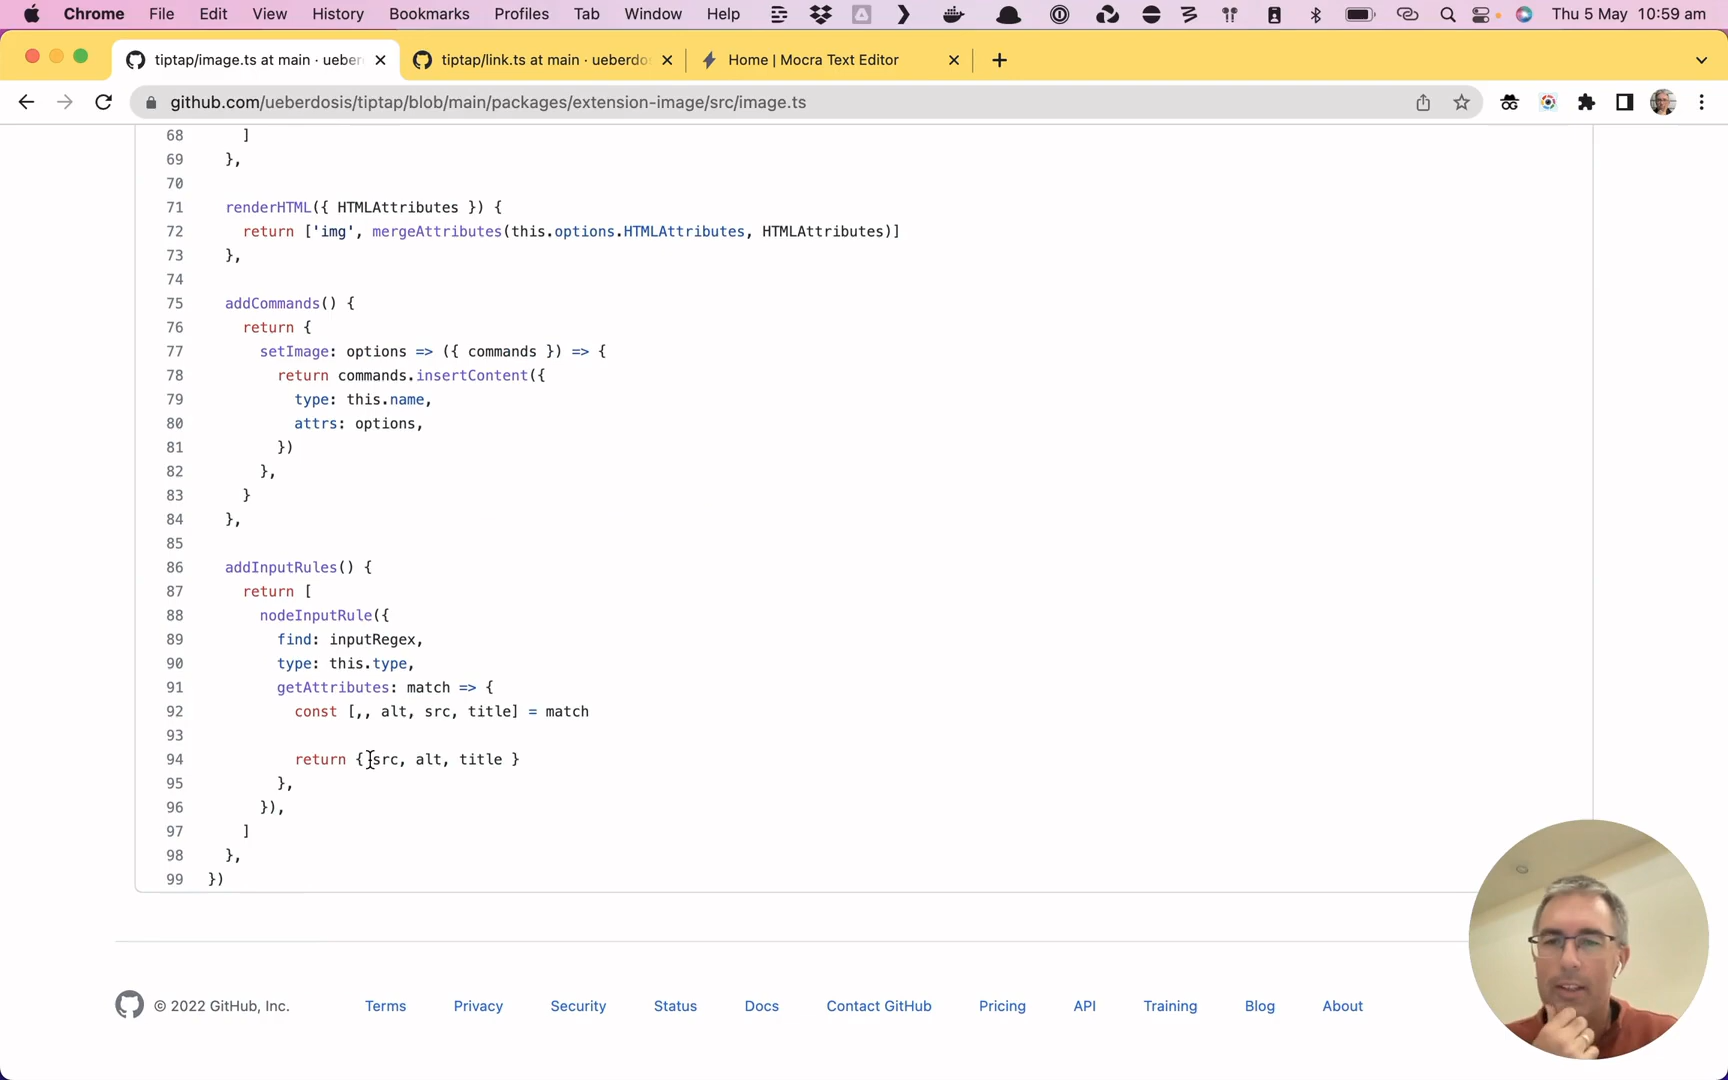 Chrome File Edit View History Bookmarks Profiles Tab Window Help Thu 5 May 10:59 am
tiptap/image.ts at main · ueber tiptap/link.ts at main · ueberdos Home | Mocra Text Editor
github.com/ueberdosis/tiptap/blob/main/packages/extension-image/src/image.ts
68 ]
69 },
70
71 renderHTML({ HTMLAttributes }) {
72 return ['img', mergeAttributes(this.options.HTMLAttributes, HTMLAttributes)]
73 },
74
75 addCommands() {
76 return {
77 setImage: options => ({ commands }) => {
78 return commands.insertContent({
79 type: this.name,
80 attrs: options,
81 })
82 },
83 }
84 },
85
86 addInputRules() {
87 return [
88 nodeInputRule({
89 find: inputRegex,
90 type: this.type,
91 getAttributes: match => {
92 const [,, alt, src, title] = match
93
94 return { src, alt, title }
95 },
96 }),
97 ]
98 },
99 })
© 2022 GitHub, Inc. Terms Privacy Security Status Docs Contact GitHub Pricing API Training Blog About